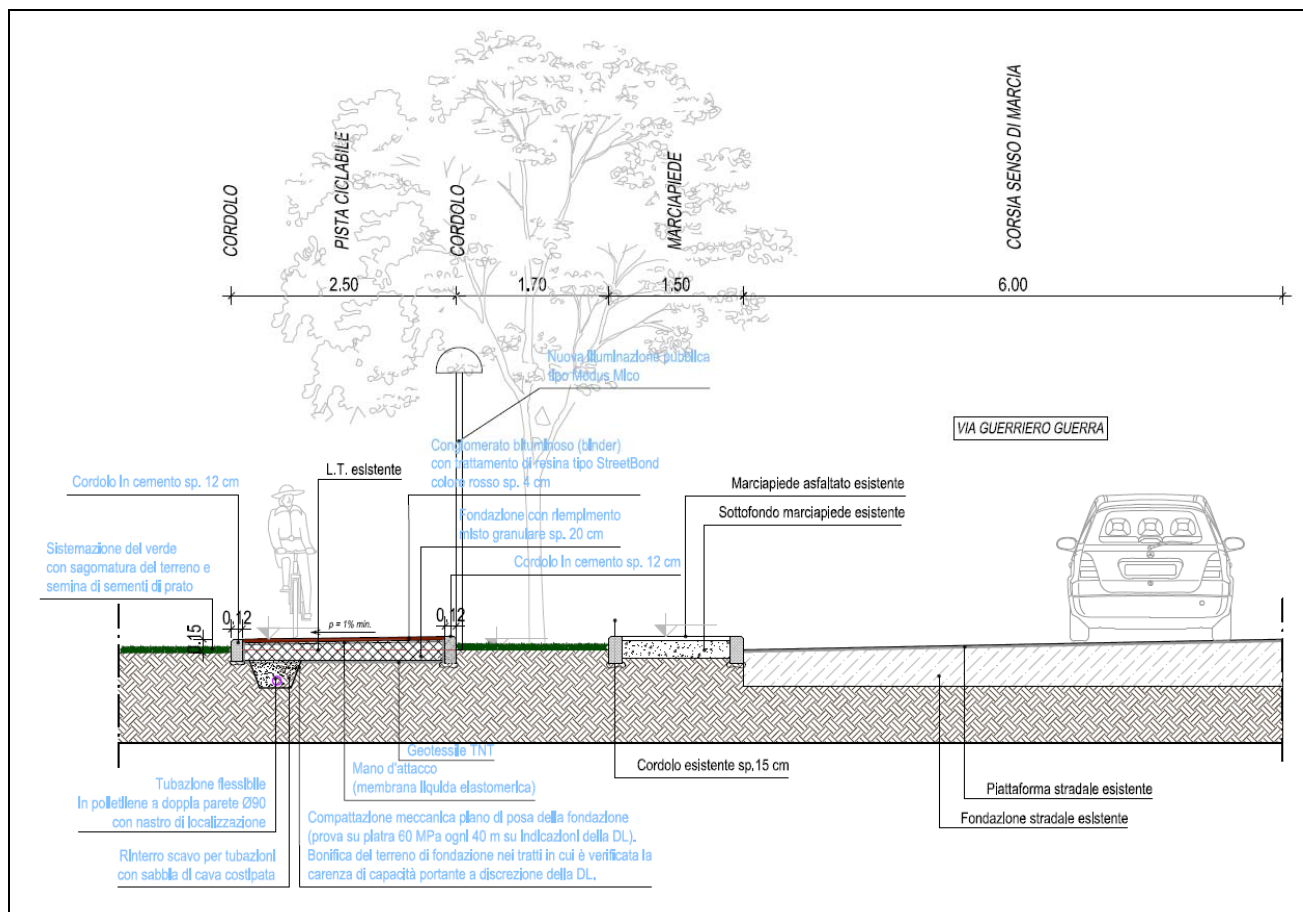 CORDOLO
PISTA CICLABILE
CORDOLO
MARCIAPIEDE
CORSIA SENSO DI MARCIA
2.50
1.70
1.50
6.00
Nuova illuminazione pubblica
tipo Modus Mico
VIA GUERRIERO GUERRA
Conglomerato bituminoso (binder)
con trattamento di resina tipo StreetBond
colore rosso sp. 4 cm
L.T. esistente
Cordolo in cemento sp. 12 cm
Marciapiede asfaltato esistente
Sottofondo marciapiede esistente
Fondazione con riempimento
misto granulare sp. 20 cm
Cordolo in cemento sp. 12 cm
Sistemazione del verde
con sagomatura del terreno e
semina di sementi di prato
0.12
0.12
0.15
p = 1% min.
Geotessile TNT
Mano d'attacco
(membrana liquida elastomerica)
Cordolo esistente sp.15 cm
Tubazione flessibile
in polietilene a doppia parete Ø90
con nastro di localizzazione
Piattaforma stradale esistente
Fondazione stradale esistente
Compattazione meccanica piano di posa della fondazione
(prova su platra 60 MPa ogni 40 m su indicazioni della DL).
Bonifica del terreno di fondazione nei tratti in cui è verificata la
carenza di capacità portante a discrezione della DL.
Rinterro scavo per tubazioni
con sabbia di cava costipata